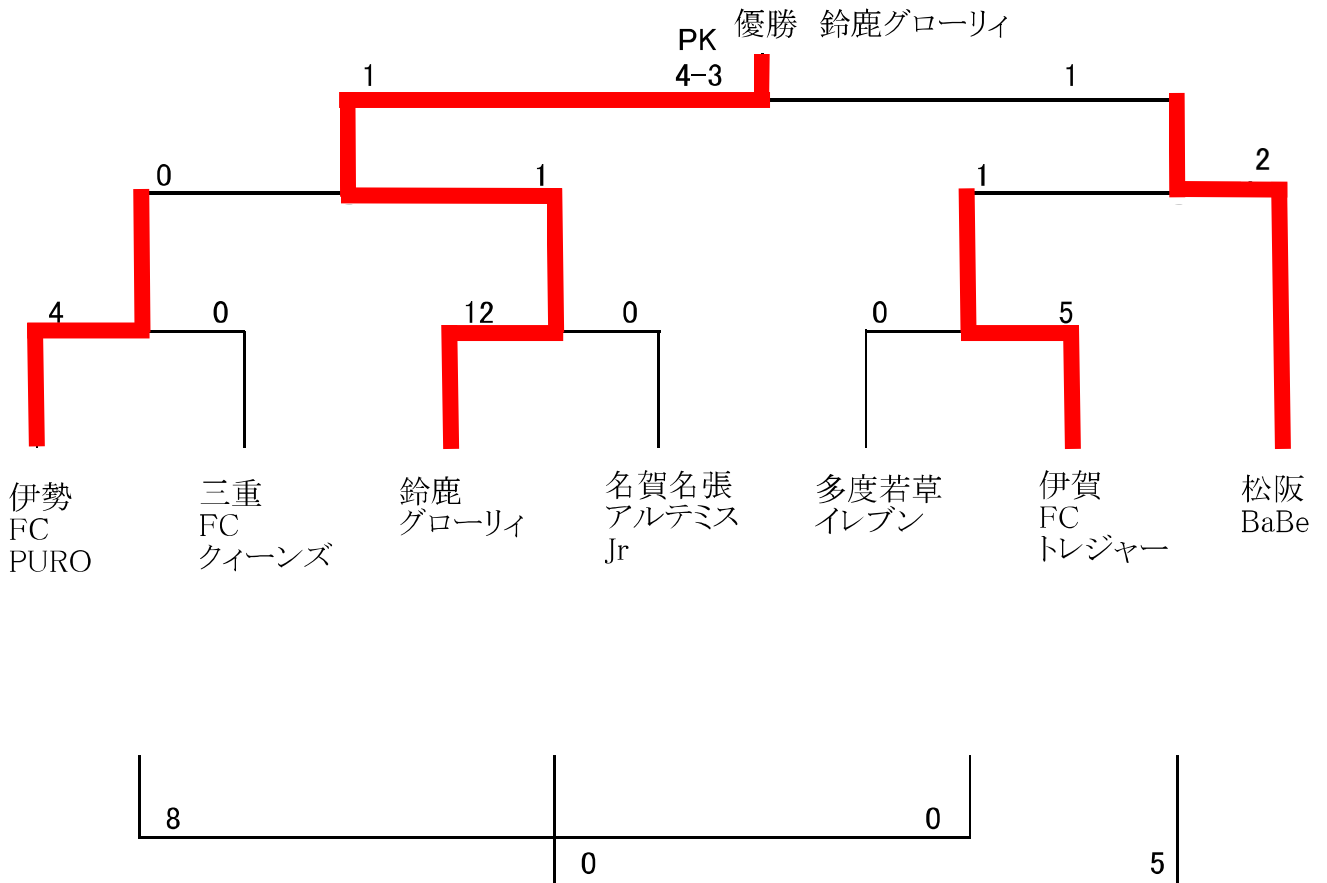 優勝 鈴鹿グローリィ
PK
1 4-3 1
0 1 1 2
4 0 12 0 0 5
伊勢
FC
PURO
三重
FC
クィーンズ
鈴鹿
グローリィ
名賀名張
アルテミス
Jr
多度若草
イレブン
伊賀
FC
トレジャー
松阪
BaBe
8 0
0 5